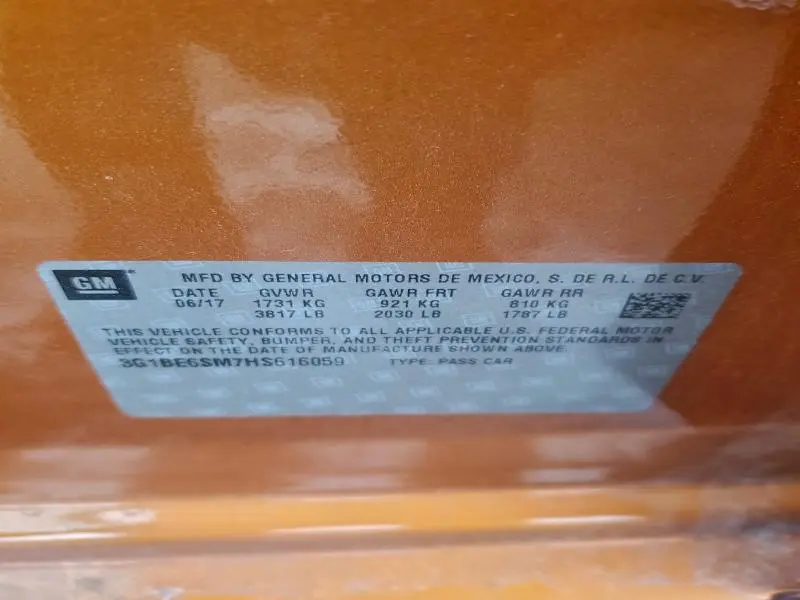 GM
MFD BY GENERAL MOTORS DE MEXICO, S. DE R.L. DE C.V.
DATE GVWR GAWR FRT GAWR RR
06/17 1731 KG 921 KG 810 KG
3817 LB 2030 LB 1787 LB
THIS VEHICLE CONFORMS TO ALL APPLICABLE U.S. FEDERAL MOTOR
VEHICLE SAFETY, BUMPER, AND THEFT PREVENTION STANDARDS IN
EFFECT ON THE DATE OF MANUFACTURE SHOWN ABOVE.
3G1BE6SM7HS616059 TYPE: PASS CAR